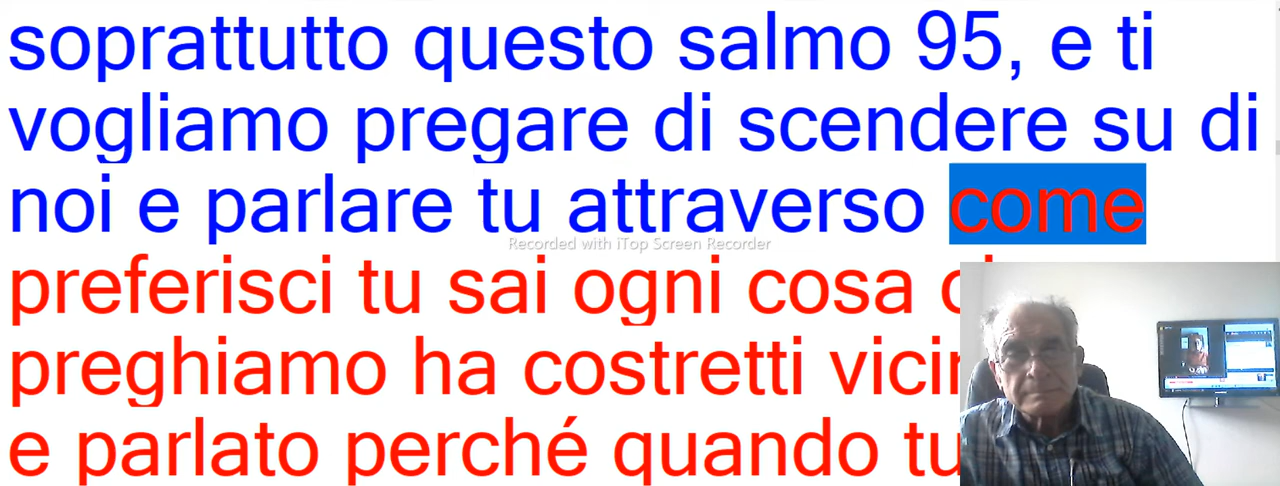 soprattutto questo salmo 95, e ti
vogliamo pregare di scendere su di
noi e parlare tu attraverso come
Recorded with iTop Screen Recorder
preferisci tu sai ogni cosa
preghiamo ha costretti
e parlato perché quando tu